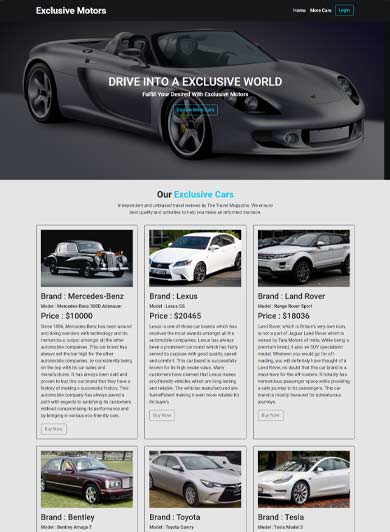 Exclusive Motors
Home More Cars Login
DRIVE INTO A EXCLUSIVE WORLD
Fulfill Your Desired With Exclusive Motors
Explore More Cars
Our Exclusive Cars
Independent and unbiased travel reviews by The Travel Magazine. We ensure
best quality and activities to help you make an informed decision.
Brand : Mercedes-Benz
Model : Mercedes-Benz 300D Adenauer
Price : $10000
Since 1886, Mercedes-Benz has been around
and doing wonders with technology and its
tremendous output amongst all the other
automobile companies. This car brand has
always set the bar high for the other
automobile companies, by consistently being
on the top with its car sales and
manufactures. It has always been said and
proven to buy this car brand that they have a
history of making a successful history. This
automobile company has always paved a
path with regards to satisfying its customers
without compromising its performance and
by bringing in various eco-friendly cars.
Buy Now
Brand : Lexus
Model : Lexus GS
Price : $20465
Lexus is one of those car brands which has
received the most awards amongst all the
automobile companies. Lexus has always
been a prominent car brand which has fairly
served its purpose with good quality, speed
and comfort. This car brand is successfully
known for its high resale value. Many
customers have claimed that Lexus makes
eco-friendly vehicles which are long-lasting
and reliable. The vehicles manufactured are
fuel-efficient making it even more reliable for
its buyers.
Buy Now
Brand : Land Rover
Model : Range Rover Sport
Price : $18036
Land Rover, which is Britain's very own icon,
is not a part of Jaguar Land Rover which is
owned by Tata Motors of India. While being a
premium brand, it also an SUV specialised
model. Wherever you would go for off-
roading, you will definitely have thought of a
Land Rover, no doubt that this car brand is a
must-have for the off-roaders. It notably has
tremendous passenger space while providing
a safe journey to its passengers. This car
brand is mostly favoured for adventurous
journeys.
Buy Now
Brand : Bentley
Model : Bentley Arnage T
Brand : Toyota
Model : Toyota Camry
Brand : Tesla
Model : Tesla Model 3